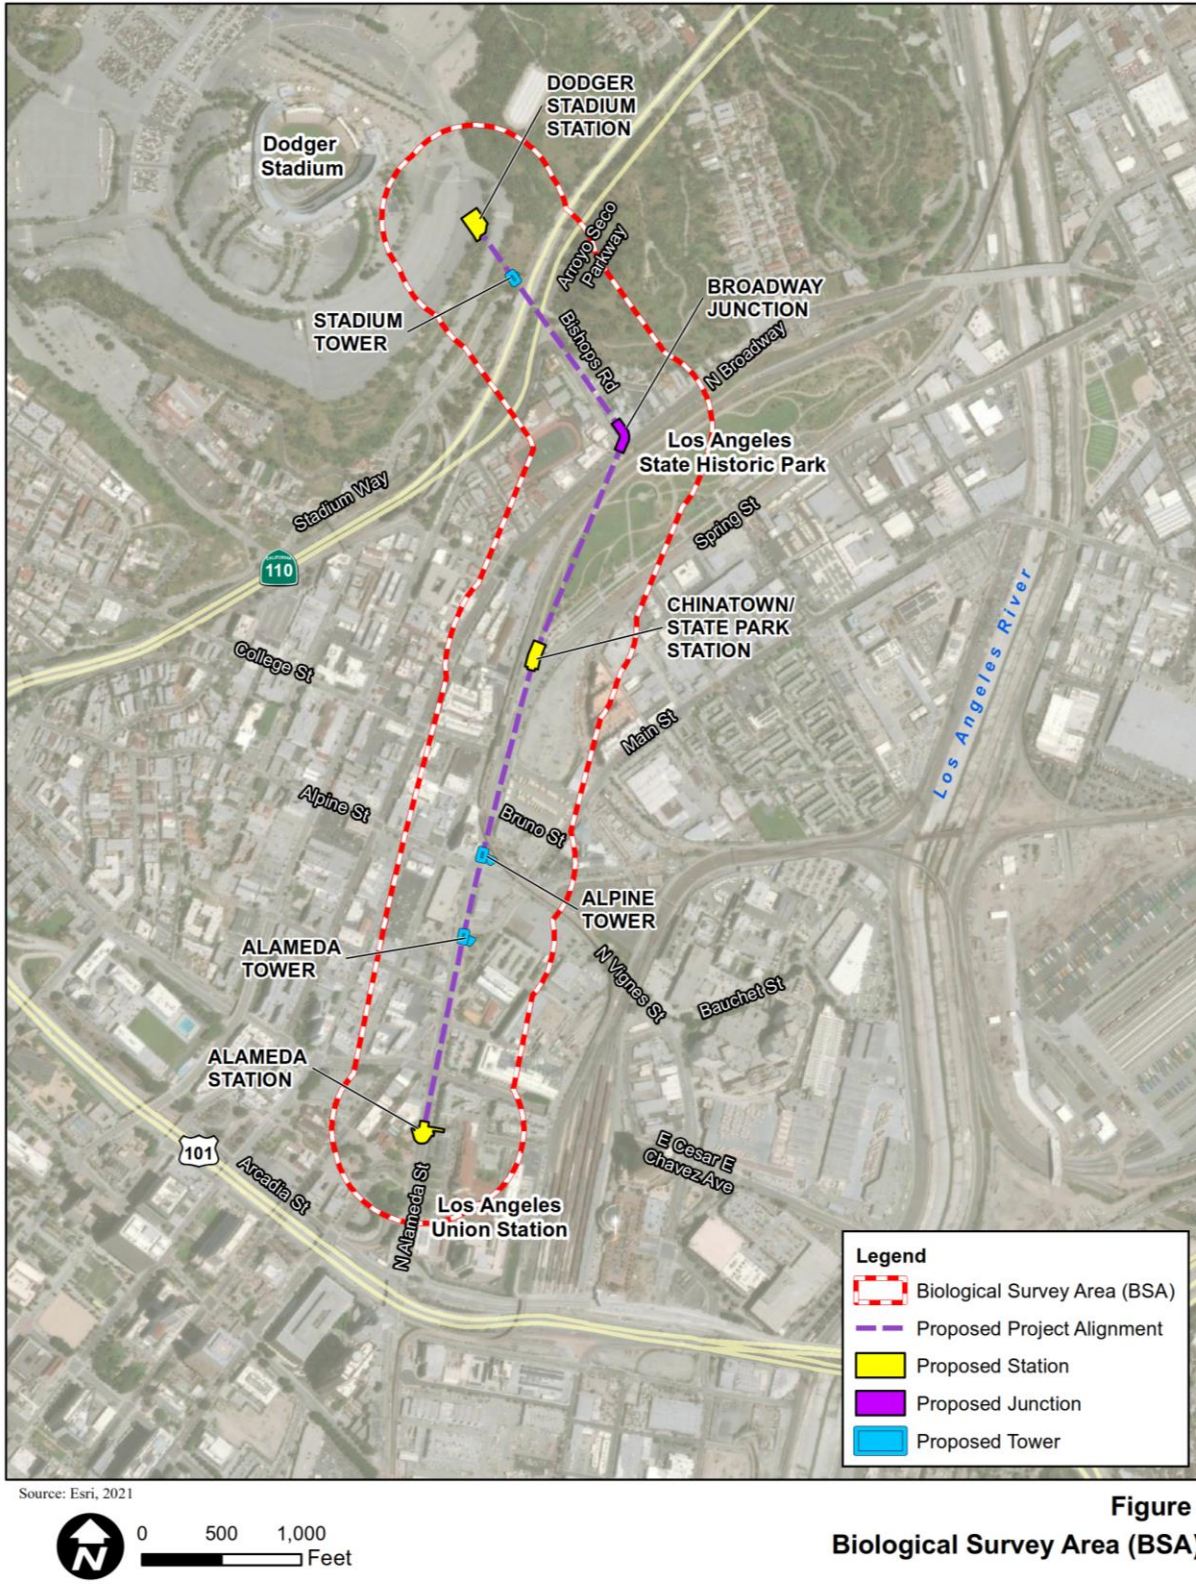 DODGER
STADIUM
STATION
Dodger
Stadium
Arroyo Seco
Parkway
BROADWAY
JUNCTION
STADIUM
TOWER
Bishops Rd
N Broadway
Los Angeles
State Historic Park
Stadium Way
Spring St
CALIFORNIA
110
CHINATOWN/
STATE PARK
STATION
Los Angeles River
College St
Main St
Alpine St
Bruno St
ALPINE
TOWER
ALAMEDA
TOWER
N Vignes St
Bauchet St
ALAMEDA
STATION
101
E Cesar E
Chavez Ave
Arcadia St
N Alameda St
Los Angeles
Union Station
Legend
Biological Survey Area (BSA)
Proposed Project Alignment
Proposed Station
Proposed Junction
Proposed Tower
Source: Esri, 2021
N
0 500 1,000
Feet
Figure
Biological Survey Area (BSA)